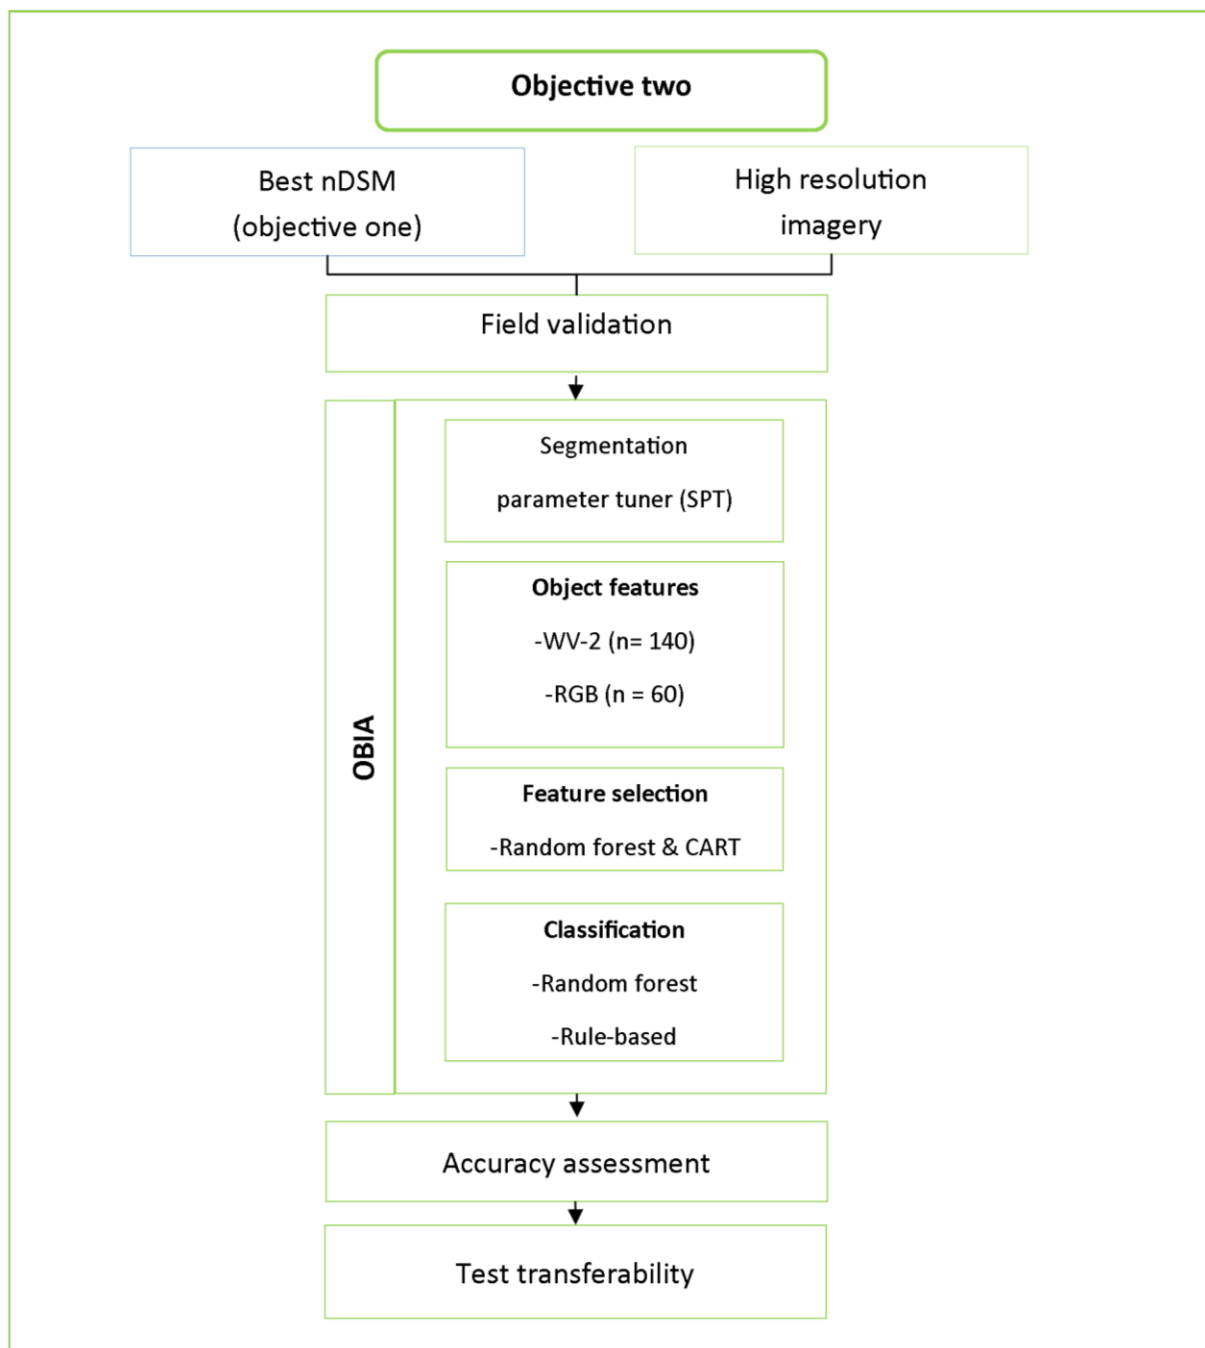 Objective two
Best nDSM
(objective one)
High resolution
imagery
Field validation
OBIA
Segmentation
parameter tuner (SPT)
Object features
-WV-2 (n= 140)
-RGB (n = 60)
Feature selection
-Random forest & CART
Classification
-Random forest
-Rule-based
Accuracy assessment
Test transferability